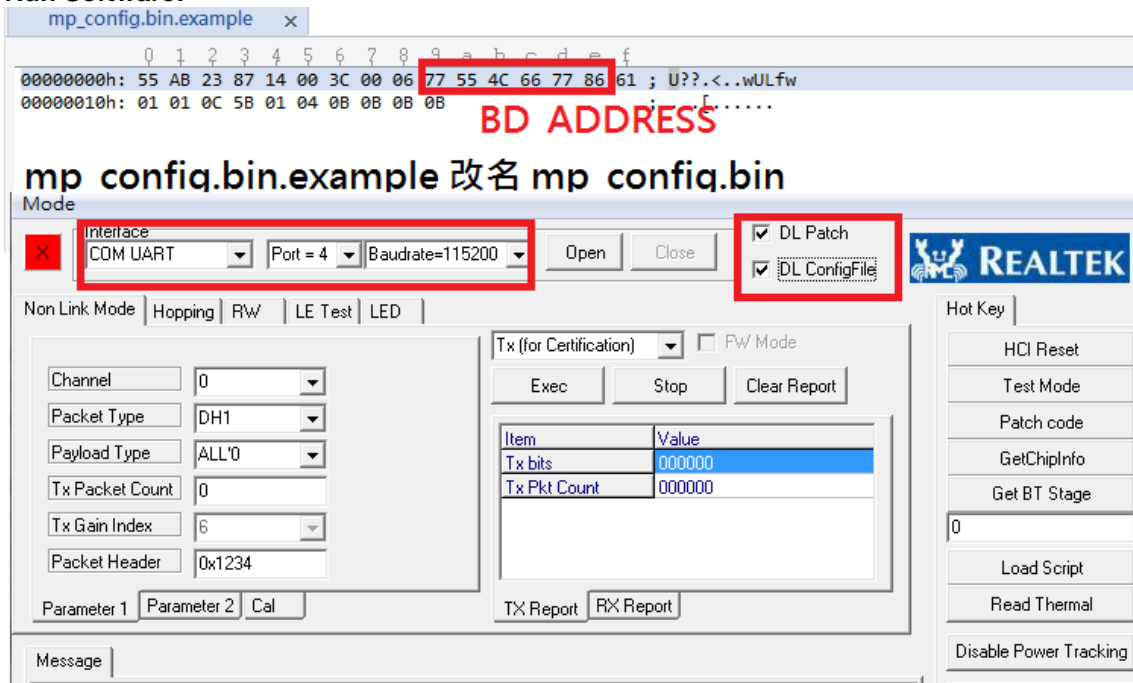 mp_config.bin.example x
0 1 2 3 4 5 6 7 8 9 a b c d e f
00000000h: 55 AB 23 87 14 00 3C 00 06 77 55 4C 66 77 86 61 ; U??.<..wULfw
00000010h: 01 01 0C 5B 01 04 0B 0B 0B 0B ; ...[......
BD ADDRESS
mp_config.bin.example 改名 mp_config.bin
Mode
X
Interface
COM UART Port = 4 Baudrate=115200 Open Close
DL Patch
DL ConfigFile
REALTEK
Non Link Mode Hopping RW LE Test LED
Hot Key
Tx (for Certification) FW Mode
HCI Reset
Channel 0
Exec Stop Clear Report
Test Mode
Packet Type DH1
Patch code
Item Value
Payload Type ALL'0
Tx bits 000000
GetChipInfo
Tx Packet Count 0
Tx Pkt Count 000000
Get BT Stage
Tx Gain Index 6
0
Packet Header 0x1234
Load Script
Parameter 1 Parameter 2 Cal
TX Report RX Report
Read Thermal
Disable Power Tracking
Message